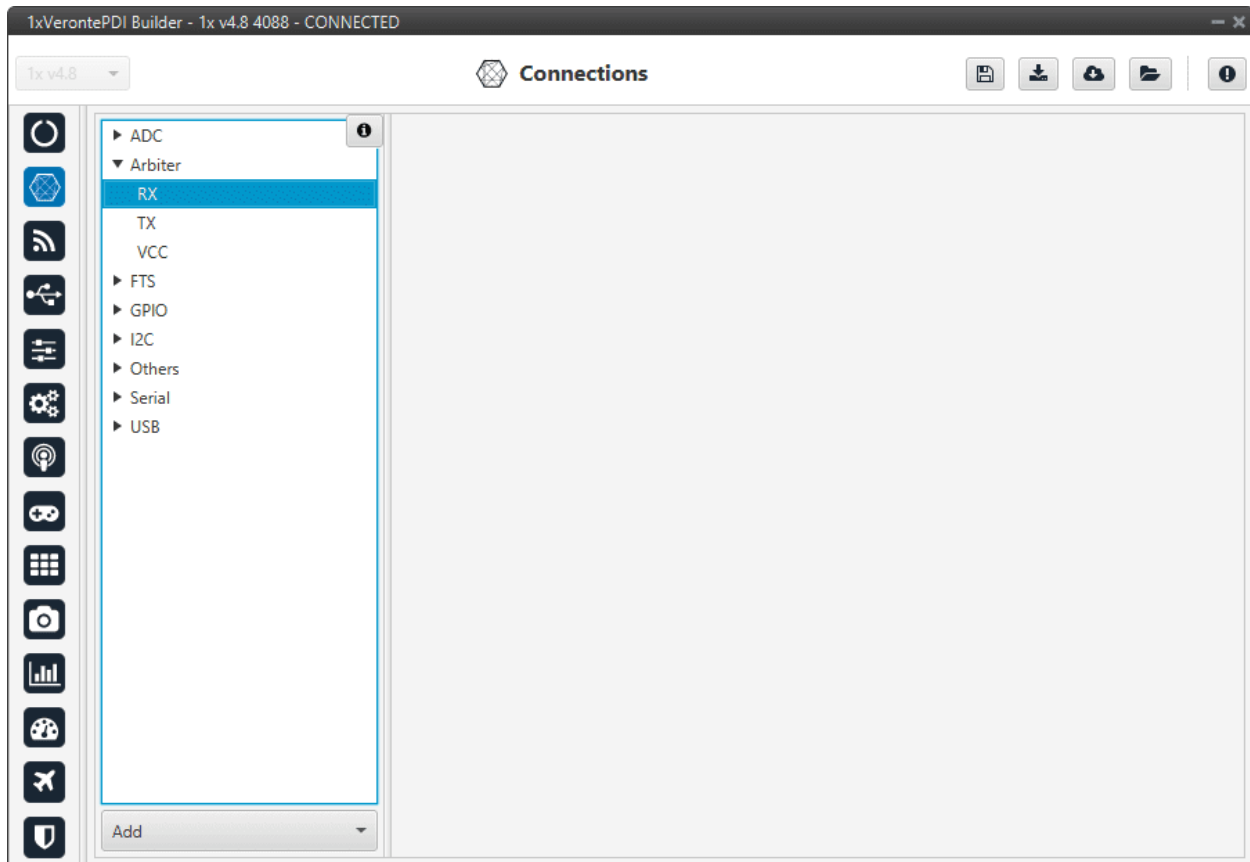 1xVerontePDI Builder - 1x v4.8 4088 - CONNECTED
1x v4.8
Connections
ADC
Arbiter
RX
TX
VCC
FTS
GPIO
I2C
Others
Serial
USB
Add